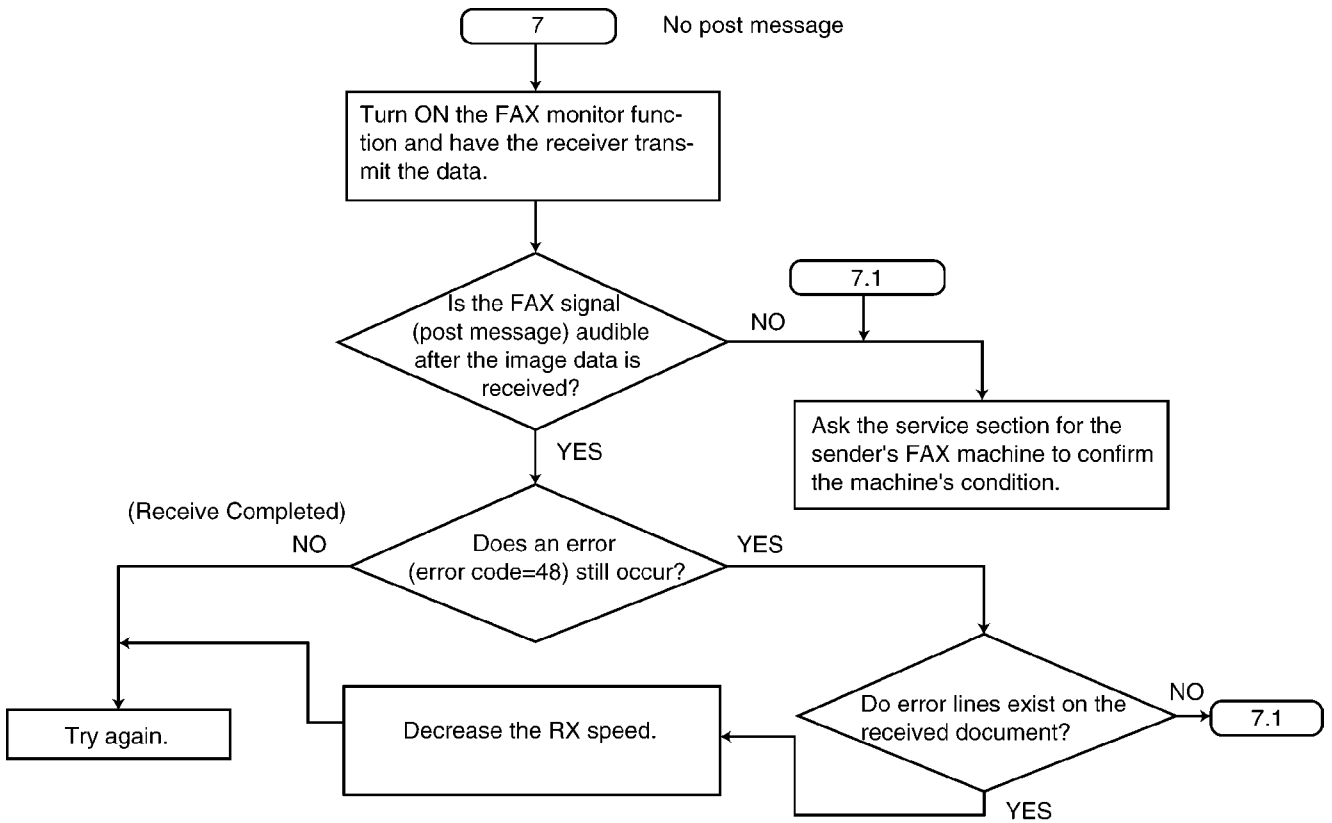 7
No post message
Turn ON the FAX monitor func-
tion and have the receiver trans-
mit the data.
7.1
Is the FAX signal
(post message) audible
after the image data is
received?
NO
Ask the service section for the
sender's FAX machine to confirm
the machine's condition.
YES
(Receive Completed)
NO
Does an error
(error code=48) still occur?
YES
Do error lines exist on the
received document?
NO
7.1
YES
Decrease the RX speed.
Try again.